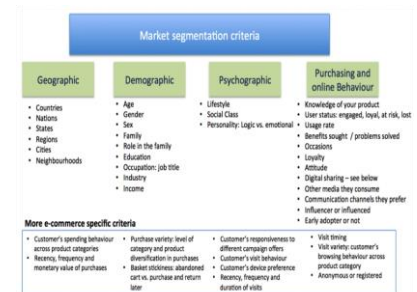 Market segmentation criteria
Geographic
• Countries
• Nations
• States
• Regions
• Cities
• Neighbourhoods
Demographic
• Age
• Gender
• Sex
• Family
• Role in the family
• Education
• Occupation: job title
• Industry
• Income
Psychographic
• Lifestyle
• Social Class
• Personality: Logic vs. emotional
Purchasing and
online Behaviour
• Knowledge of your product
• User status: engaged, loyal, at risk, lost
• Usage rate
• Benefits sought / problems solved
• Occasions
• Loyalty
• Attitude
• Digital sharing – see below
• Other media they consume
• Communication channels they prefer
• Influencer or influenced
• Early adopter or not
More e-commerce specific criteria
• Customer's spending behaviour
across product categories
• Recency, frequency and
monetary value of purchases
• Purchase variety: level of
category and product
diversification in purchases
• Basket stickiness: abandoned
cart vs. purchase and return
later
• Customer's responsiveness to
different campaign offers
• Customer's visit behaviour
• Customer's device preference
• Recency, frequency and
duration of visits
• Visit timing
• Visit variety: customer's
browsing behaviour across
product category
• Anonymous or registered